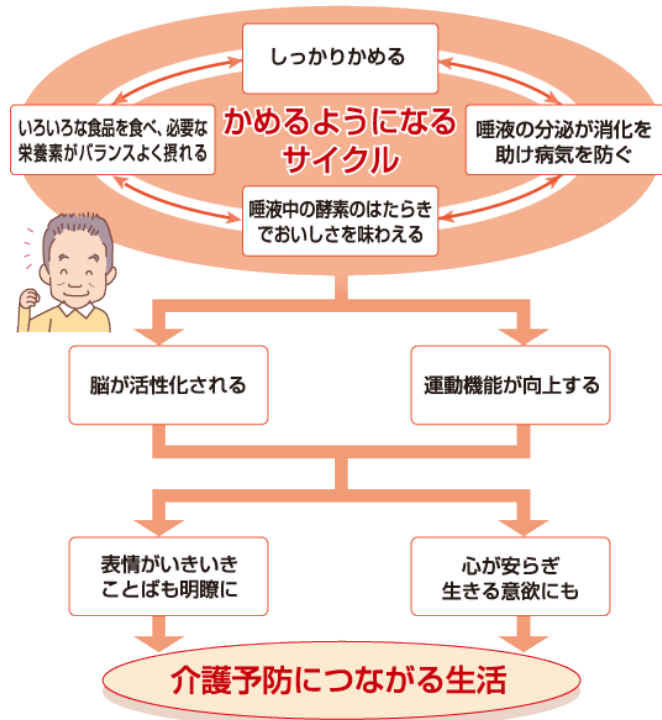 しっかりかめる
いろいろな食品を食べ、必要な
栄養素がバランスよく摂れる
かめるようになる
サイクル
唾液の分泌が消化を
助け病気を防ぐ
唾液中の酵素のはたらき
でおいしさを味わえる
脳が活性化される
運動機能が向上する
表情がいきいき
ことばも明瞭に
心が安らぎ
生きる意欲にも
介護予防につながる生活